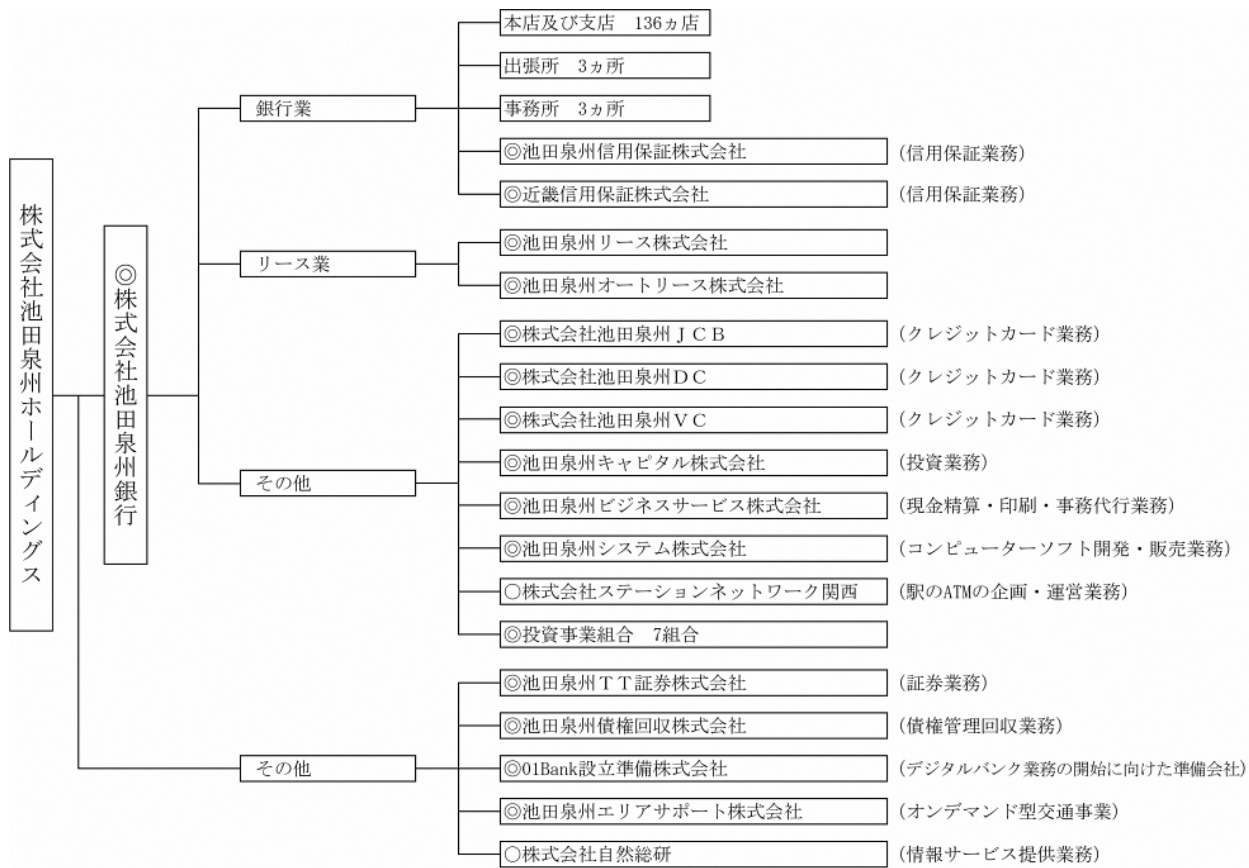 株式会社池田泉州ホールディングス
◎株式会社池田泉州銀行
銀行業
本店及び支店　136ヵ店
出張所　3ヵ所
事務所　3ヵ所
◎池田泉州信用保証株式会社　（信用保証業務）
◎近畿信用保証株式会社　（信用保証業務）
リース業
◎池田泉州リース株式会社
◎池田泉州オートリース株式会社
その他
◎株式会社池田泉州ＪＣＢ　（クレジットカード業務）
◎株式会社池田泉州ＤＣ　（クレジットカード業務）
◎株式会社池田泉州ＶＣ　（クレジットカード業務）
◎池田泉州キャピタル株式会社　（投資業務）
◎池田泉州ビジネスサービス株式会社　（現金精算・印刷・事務代行業務）
◎池田泉州システム株式会社　（コンピューターソフト開発・販売業務）
○株式会社ステーションネットワーク関西　（駅のATMの企画・運営業務）
◎投資事業組合　7組合
その他
◎池田泉州ＴＴ証券株式会社　（証券業務）
◎池田泉州債権回収株式会社　（債権管理回収業務）
◎01Bank設立準備株式会社　（デジタルバンク業務の開始に向けた準備会社）
◎池田泉州エリアサポート株式会社　（オンデマンド型交通事業）
○株式会社自然総研　（情報サービス提供業務）